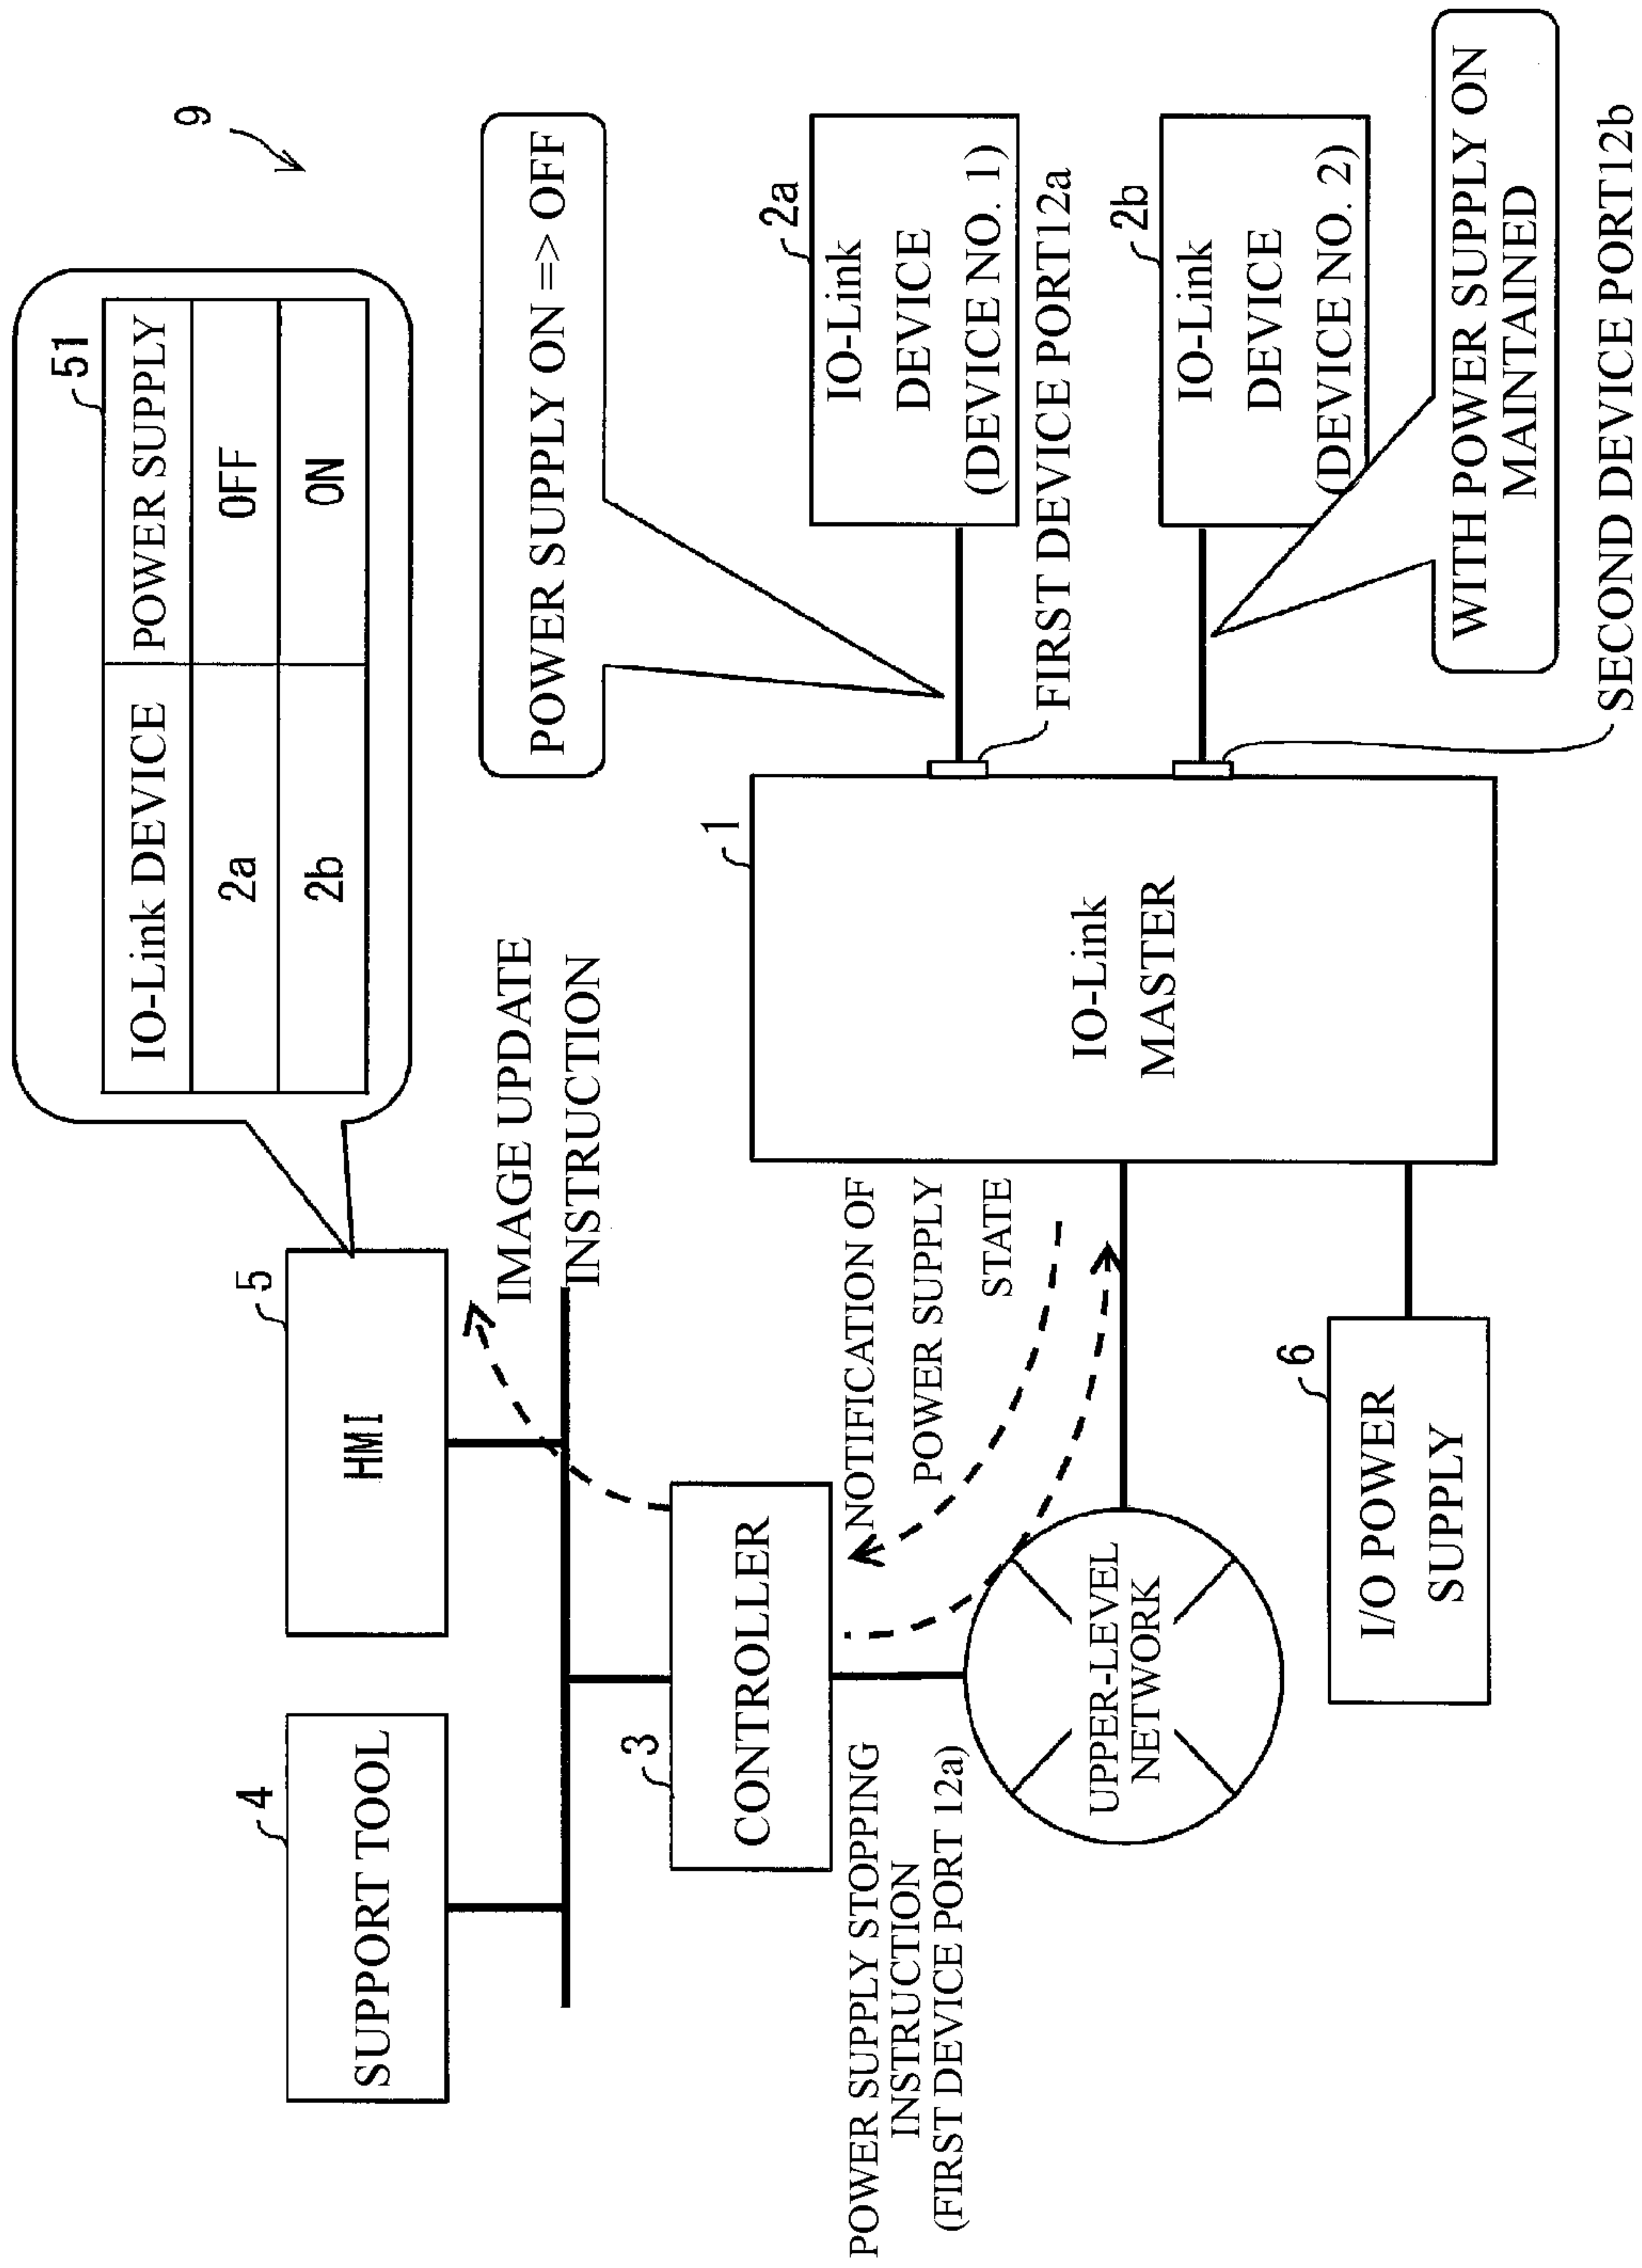 9
51
IO-Link DEVICE POWER SUPPLY
2a OFF
2b ON
4
SUPPORT TOOL
5
HMI
IMAGE UPDATE
INSTRUCTION
POWER SUPPLY ON => OFF
3
CONTROLLER
POWER SUPPLY STOPPING
INSTRUCTION
(FIRST DEVICE PORT 12a)
NOTIFICATION OF
POWER SUPPLY
STATE
UPPER-LEVEL
NETWORK
1
IO-Link
MASTER
2a
IO-Link
DEVICE
(DEVICE NO. 1)
FIRST DEVICE PORT12a
2b
IO-Link
DEVICE
(DEVICE NO. 2)
6
I/O POWER
SUPPLY
WITH POWER SUPPLY ON
MAINTAINED
SECOND DEVICE PORT12b